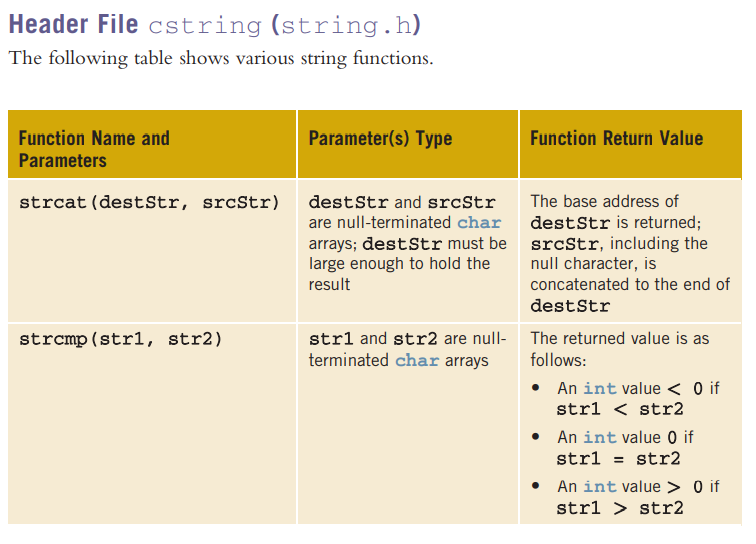 Header File cstring (string.h)
The following table shows various string functions.
Function Name and
Parameters
Parameter(s) Type
Function Return Value
strcat(destStr, srcStr)
destStr and srcStr
are null-terminated char
arrays; destStr must be
large enough to hold the
result
The base address of
destStr is returned;
srcStr, including the
null character, is
concatenated to the end of
destStr
strcmp(str1, str2)
str1 and str2 are null-
terminated char arrays
The returned value is as
follows:
• An int value < 0 if
str1 < str2
• An int value 0 if
str1 = str2
• An int value > 0 if
str1 > str2